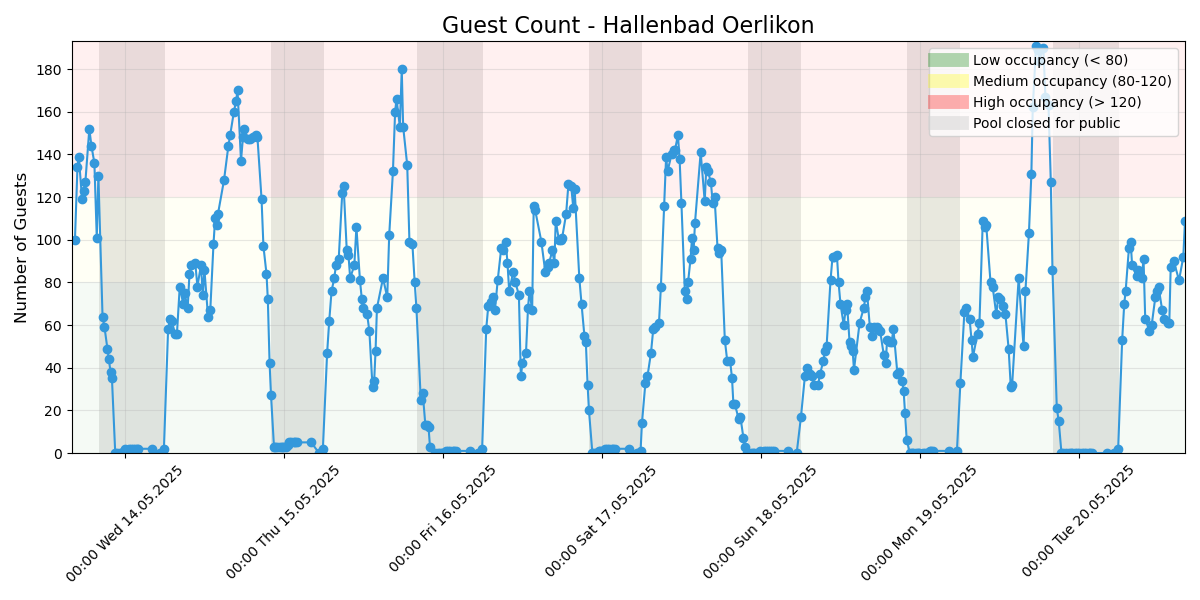 Guest Count - Hallenbad Oerlikon
Number of Guests
180
160
140
120
100
80
60
40
20
0
Low occupancy (< 80)
Medium occupancy (80-120)
High occupancy (> 120)
Pool closed for public
00:00 Wed 14.05.2025
00:00 Thu 15.05.2025
00:00 Fri 16.05.2025
00:00 Sat 17.05.2025
00:00 Sun 18.05.2025
00:00 Mon 19.05.2025
00:00 Tue 20.05.2025